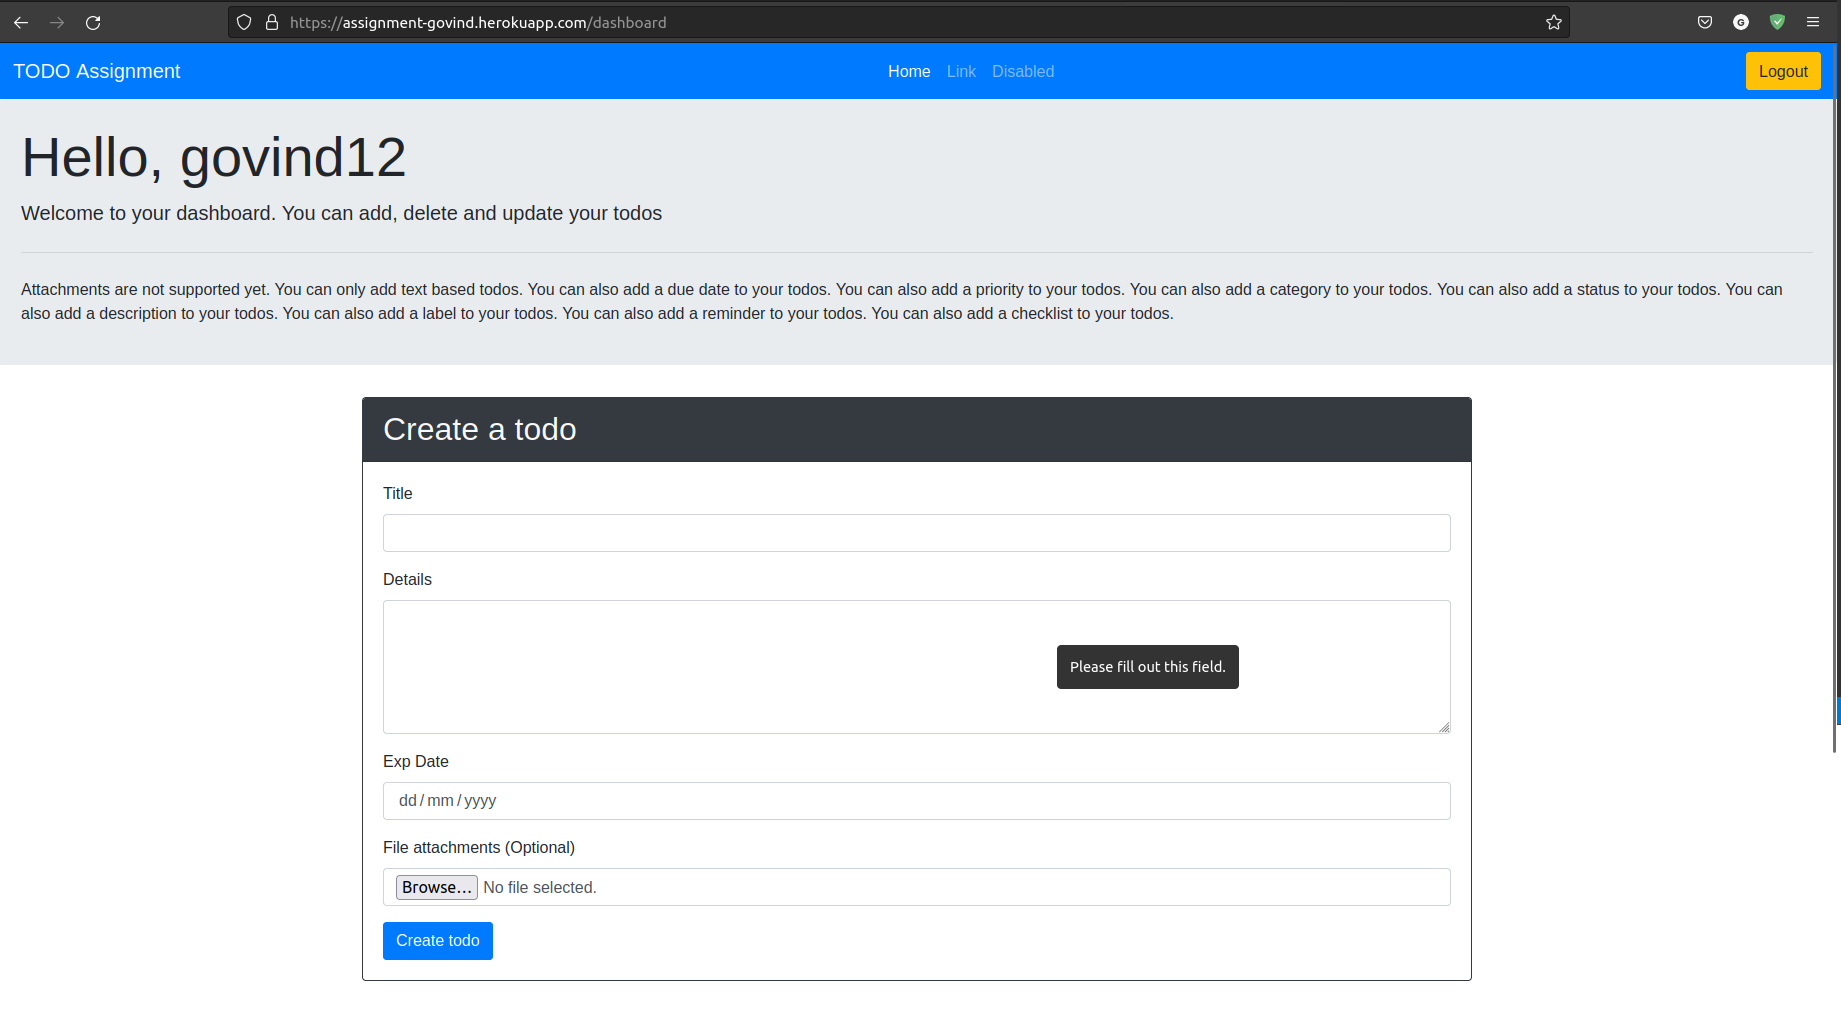 https://assignment-govind.herokuapp.com/dashboard
G
TODO Assignment
Home Link Disabled
Logout
Hello, govind12
Welcome to your dashboard. You can add, delete and update your todos
Attachments are not supported yet. You can only add text based todos. You can also add a due date to your todos. You can also add a priority to your todos. You can also add a category to your todos. You can also add a status to your todos. You can
also add a description to your todos. You can also add a label to your todos. You can also add a reminder to your todos. You can also add a checklist to your todos.
Create a todo
Title
Details
Please fill out this field.
Exp Date
dd/mm/yyyy
File attachments (Optional)
Browse... No file selected.
Create todo